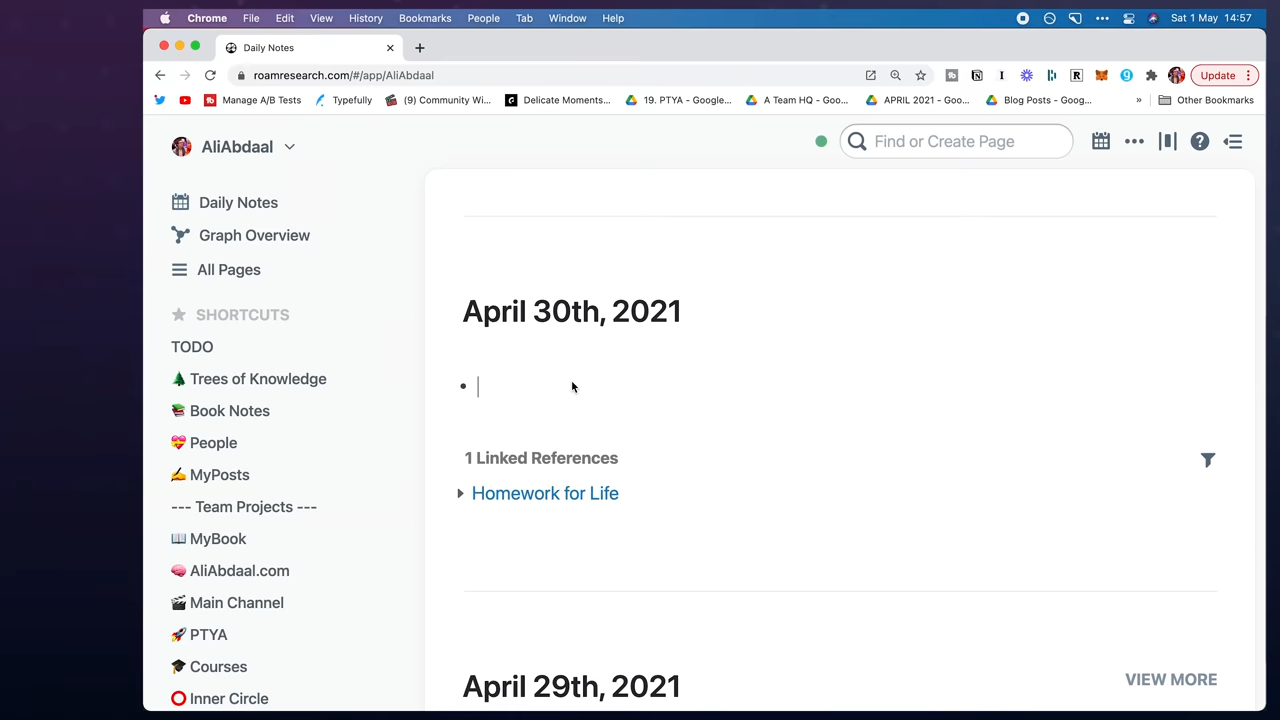 Chrome File Edit View History Bookmarks People Tab Window Help Sat 1 May 14:57
Daily Notes
roamresearch.com/#/app/AliAbdaal Update
Manage A/B Tests Typefully (9) Community Wi... Delicate Moments... 19. PTYA - Google... A Team HQ - Goo... APRIL 2021 - Goo... Blog Posts - Goog... » Other Bookmarks
AliAbdaal
Find or Create Page
Daily Notes
Graph Overview
All Pages
SHORTCUTS
TODO
Trees of Knowledge
Book Notes
People
MyPosts
--- Team Projects ---
MyBook
AliAbdaal.com
Main Channel
PTYA
Courses
Inner Circle
April 30th, 2021
1 Linked References
Homework for Life
April 29th, 2021
VIEW MORE